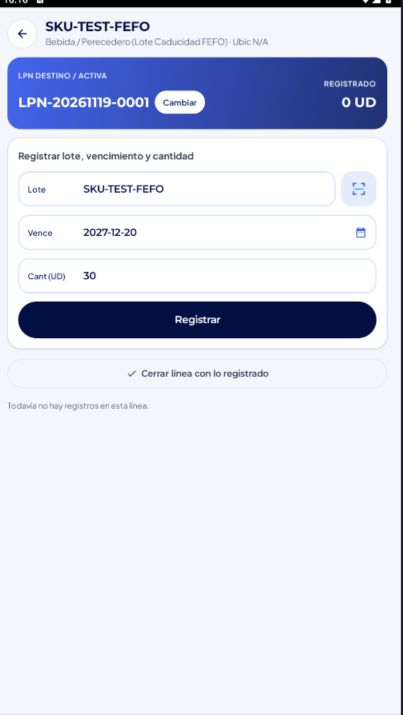 SKU-TEST-FEFO
Bebida / Perecedero (Lote Caducidad FEFO) · Ubic N/A
LPN DESTINO / ACTIVA
LPN-20261119-0001 Cambiar
REGISTRADO
0 UD
Registrar lote, vencimiento y cantidad
Lote SKU-TEST-FEFO
Vence 2027-12-20
Cant (UD) 30
Registrar
Cerrar línea con lo registrado
Todavía no hay registros en esta línea.